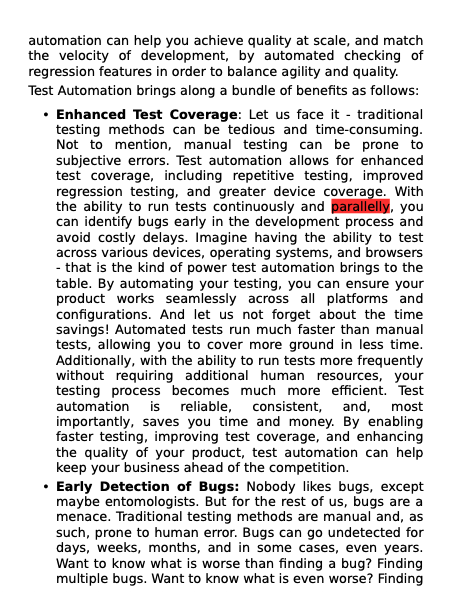 automation can help you achieve quality at scale, and match
the velocity of development, by automated checking of
regression features in order to balance agility and quality.
Test Automation brings along a bundle of benefits as follows:
• Enhanced Test Coverage: Let us face it - traditional
testing methods can be tedious and time-consuming.
Not to mention, manual testing can be prone to
subjective errors. Test automation allows for enhanced
test coverage, including repetitive testing, improved
regression testing, and greater device coverage. With
the ability to run tests continuously and parallelly, you
can identify bugs early in the development process and
avoid costly delays. Imagine having the ability to test
across various devices, operating systems, and browsers
- that is the kind of power test automation brings to the
table. By automating your testing, you can ensure your
product works seamlessly across all platforms and
configurations. And let us not forget about the time
savings! Automated tests run much faster than manual
tests, allowing you to cover more ground in less time.
Additionally, with the ability to run tests more frequently
without requiring additional human resources, your
testing process becomes much more efficient. Test
automation is reliable, consistent, and, most
importantly, saves you time and money. By enabling
faster testing, improving test coverage, and enhancing
the quality of your product, test automation can help
keep your business ahead of the competition.
• Early Detection of Bugs: Nobody likes bugs, except
maybe entomologists. But for the rest of us, bugs are a
menace. Traditional testing methods are manual and, as
such, prone to human error. Bugs can go undetected for
days, weeks, months, and in some cases, even years.
Want to know what is worse than finding a bug? Finding
multiple bugs. Want to know what is even worse? Finding